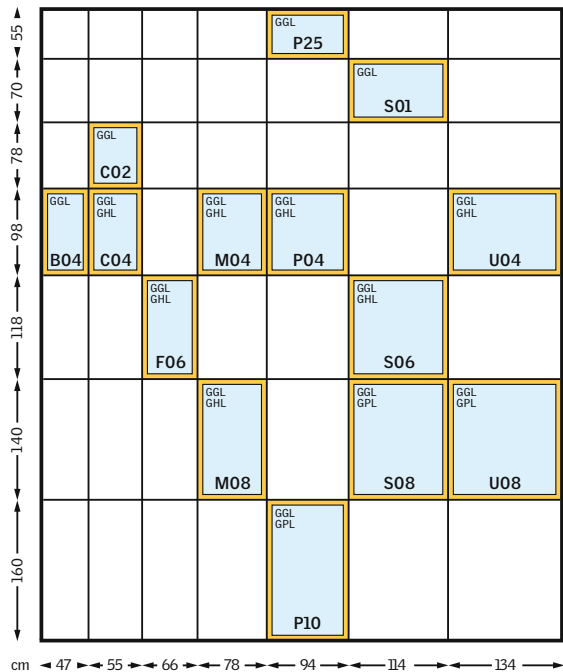 55
GGL
P25
70
GGL
S01
78
GGL
C02
98
GGL
B04
GGL
GHL
C04
GGL
GHL
M04
GGL
GHL
P04
GGL
GHL
U04
118
GGL
GHL
F06
GGL
GHL
S06
140
GGL
GHL
M08
GGL
GPL
S08
GGL
GPL
U08
160
GGL
GPL
P10
cm 47 55 66 78 94 114 134